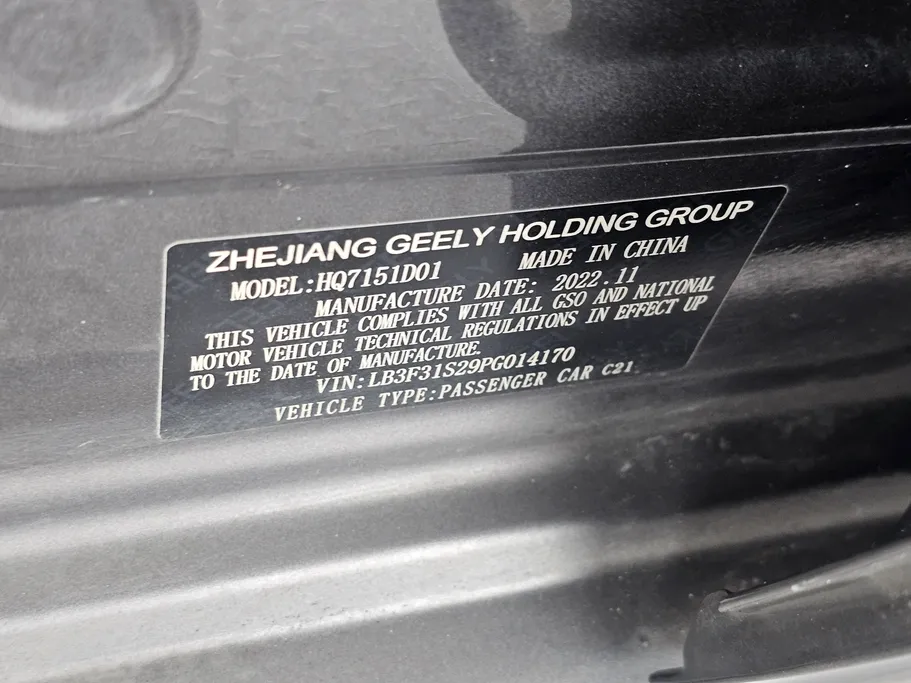 ZHEJIANG GEELY HOLDING GROUP
MODEL:HQ7151D01 MADE IN CHINA
MANUFACTURE DATE: 2022.11
THIS VEHICLE COMPLIES WITH ALL GSO AND NATIONAL
MOTOR VEHICLE TECHNICAL REGULATIONS IN EFFECT UP
TO THE DATE OF MANUFACTURE.
VIN:LB3F31S29PG014170
VEHICLE TYPE:PASSENGER CAR C21